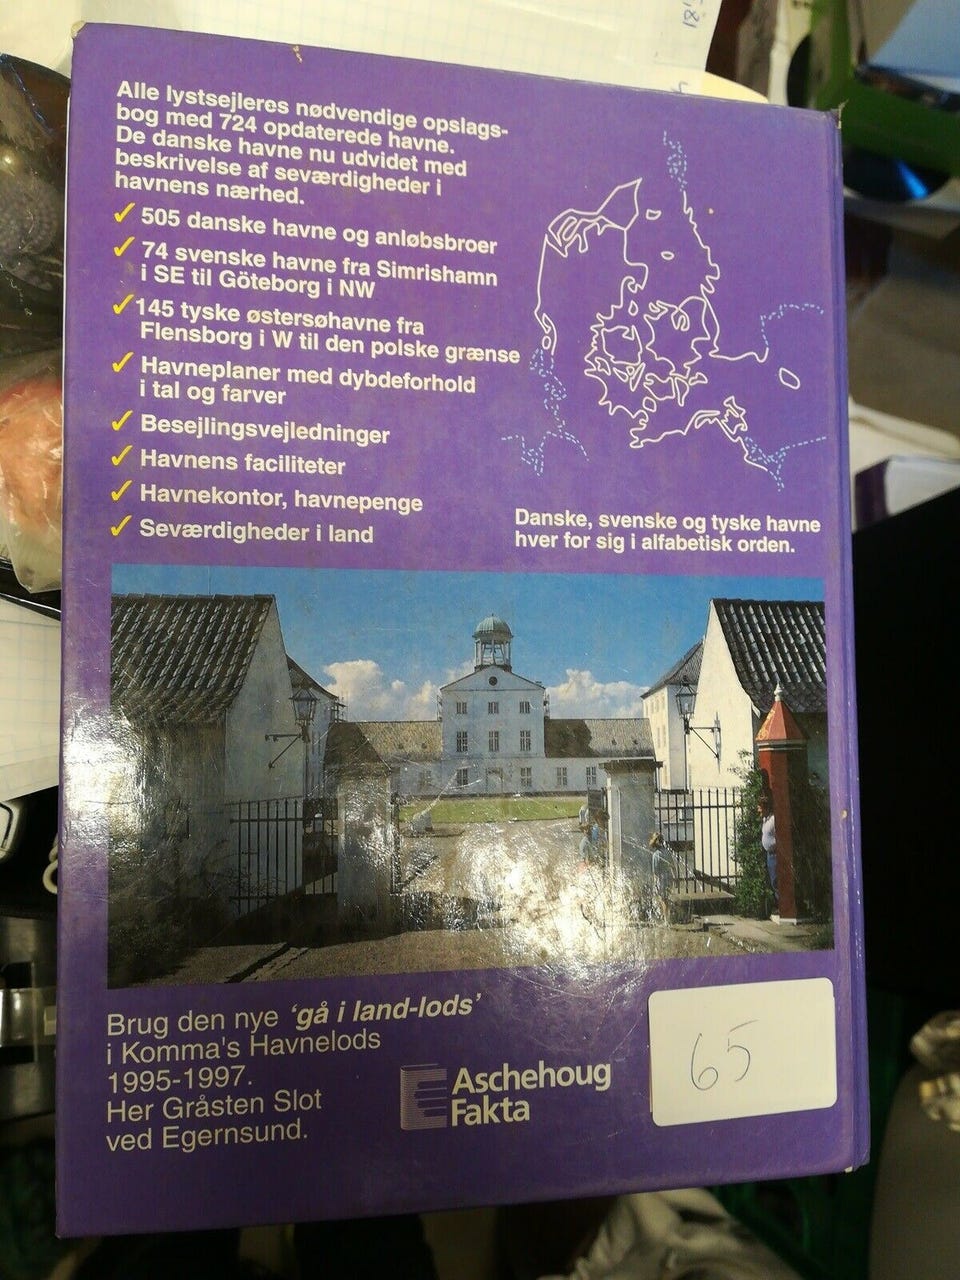 Alle lystsejleres nødvendige opslags-
bog med 724 opdaterede havne.
De danske havne nu udvidet med
beskrivelse af seværdigheder i
havnens nærhed.
✓ 505 danske havne og anløbsbroer
✓ 74 svenske havne fra Simrishamn
i SE til Göteborg i NW
✓ 145 tyske østersøhavne fra
Flensborg i W til den polske grænse
✓ Havneplaner med dybdeforhold
i tal og farver
✓ Besejlingsvejledninger
✓ Havnens faciliteter
✓ Havnekontor, havnepenge
✓ Seværdigheder i land
Danske, svenske og tyske havne
hver for sig i alfabetisk orden.
Brug den nye 'gå i land-lods'
i Komma's Havnelods
1995-1997.
Her Gråsten Slot
ved Egernsund.
Aschehoug
Fakta
65